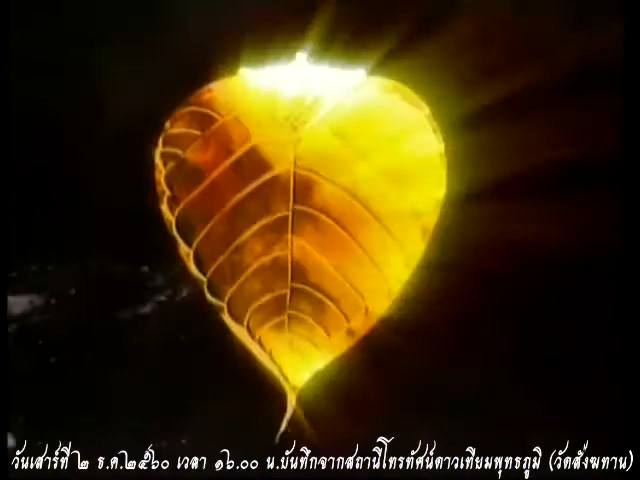 วันเสาร์ที่ ๒ ธ.ค.๒๕๖๐ เวลา ๑๖.๐๐ น.บันทึกจากสถานีโทรทัศน์ดาวเทียมพุทธภูมิ (วัดสังฆทาน)